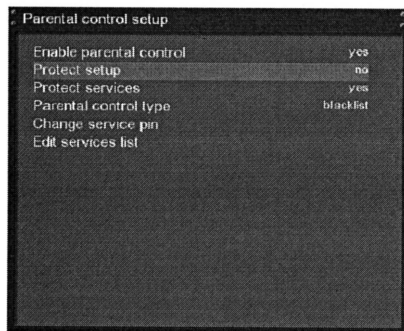 Parental control setup
Enable parental control yes
Protect setup no
Protect services yes
Parental control type blacklist
Change service pin
Edit services list